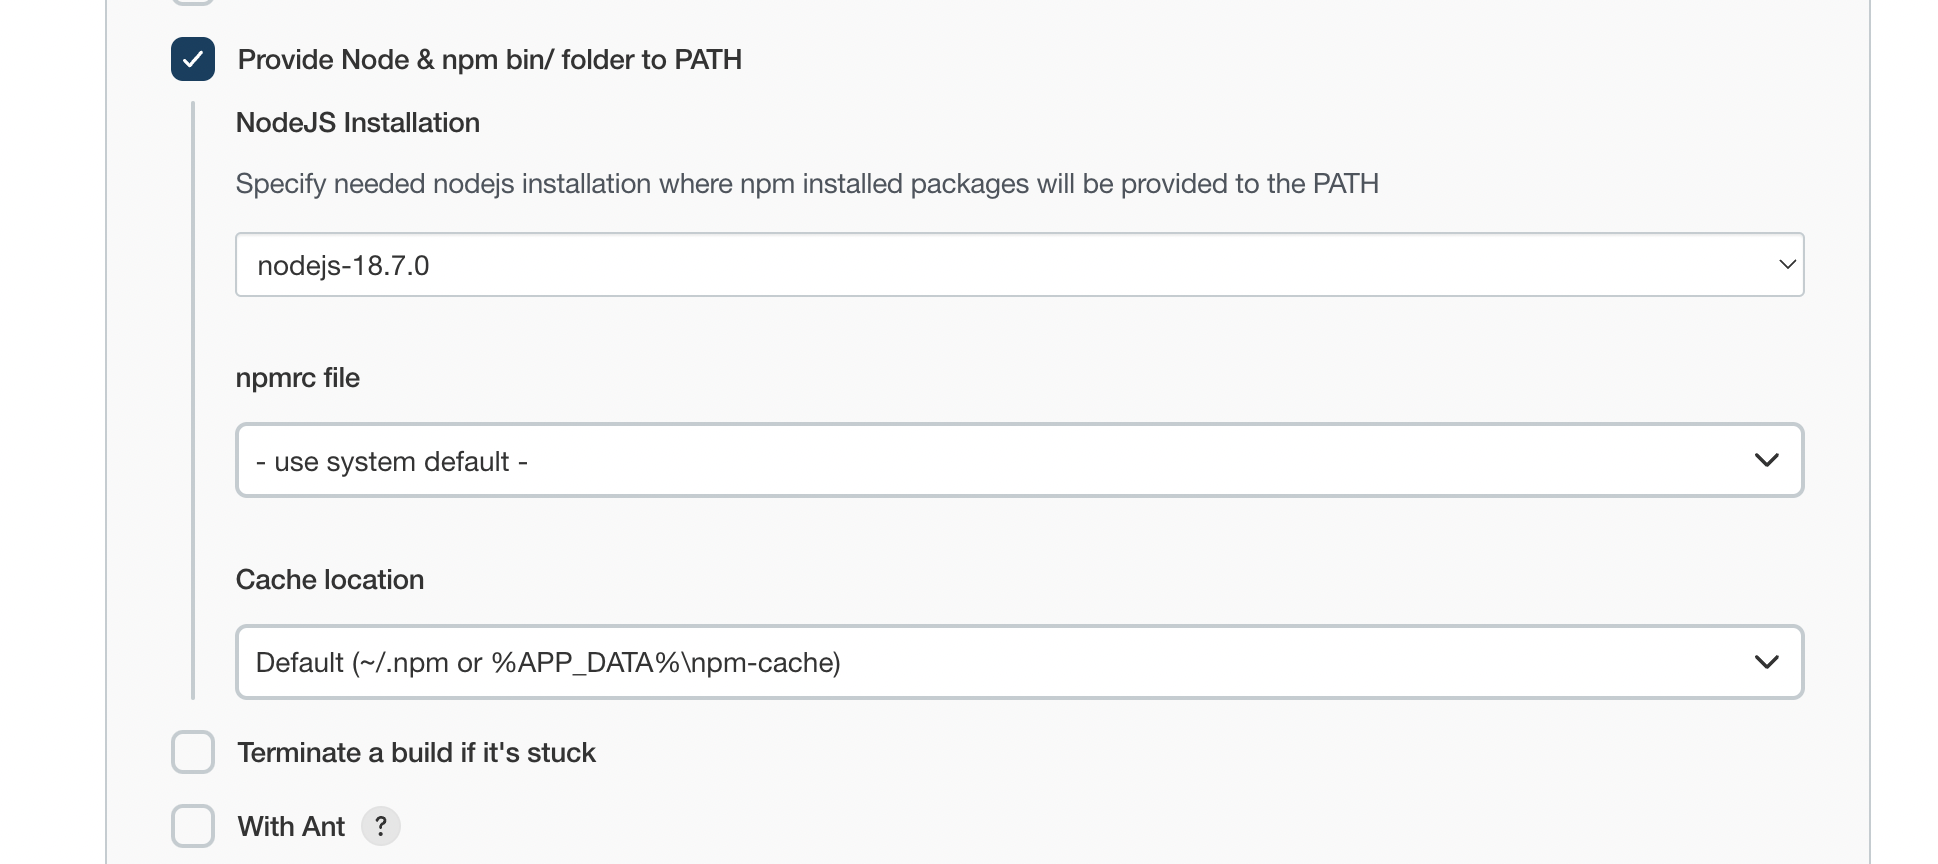 Provide Node & npm bin/ folder to PATH
NodeJS Installation
Specify needed nodejs installation where npm installed packages will be provided to the PATH
nodejs-18.7.0
npmrc file
- use system default -
Cache location
Default (~/.npm or %APP_DATA%\npm-cache)
Terminate a build if it's stuck
With Ant ?